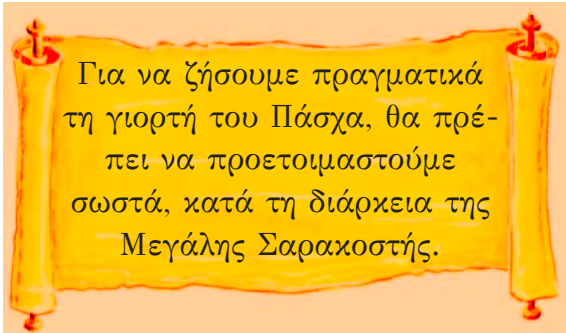 Για να ζήσουμε πραγματικά
τη γιορτή του Πάσχα, θα πρέ-
πει να προετοιμαστούμε
σωστά, κατά τη διάρκεια της
Μεγάλης Σαρακοστής.